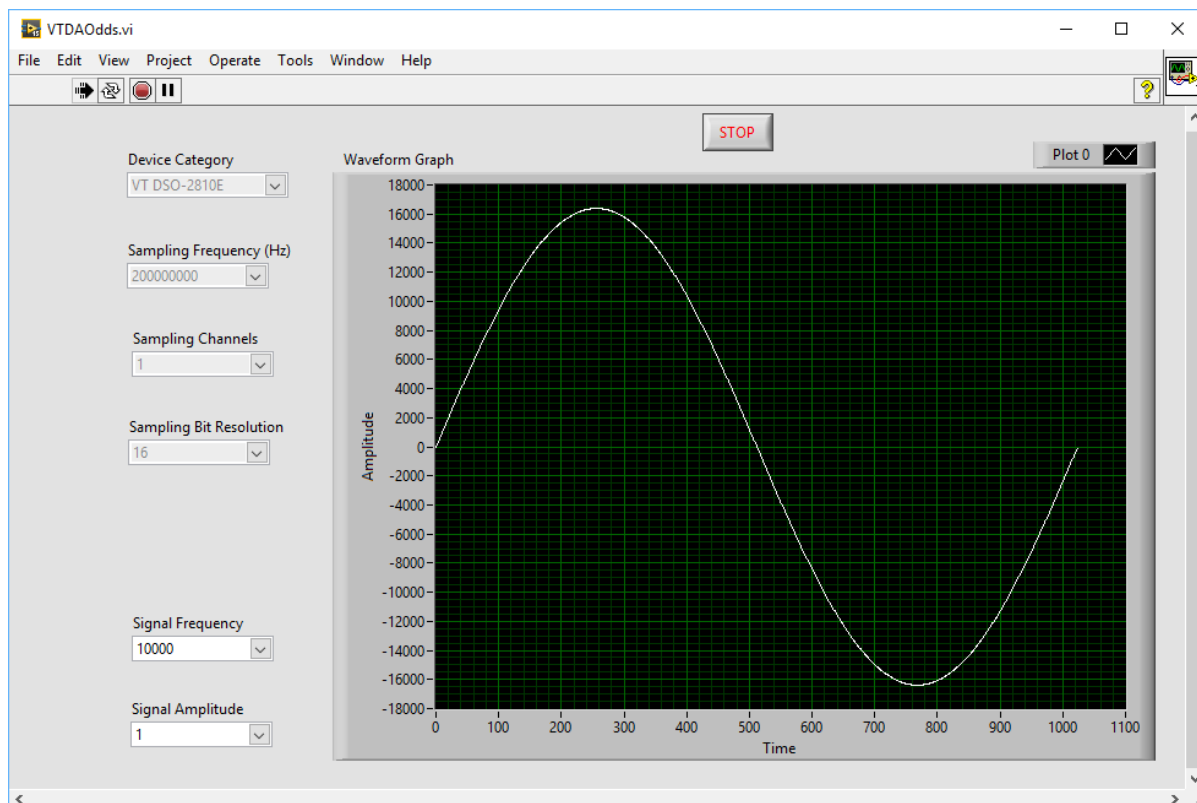 VTDAOdds.vi
File Edit View Project Operate Tools Window Help
STOP
Device Category
VT DSO-2810E
Sampling Frequency (Hz)
200000000
Sampling Channels
1
Sampling Bit Resolution
16
Signal Frequency
10000
Signal Amplitude
1
Waveform Graph
Plot 0
18000
16000
14000
12000
10000
8000
6000
4000
2000
0
-2000
-4000
-6000
-8000
-10000
-12000
-14000
-16000
-18000
Amplitude
0 100 200 300 400 500 600 700 800 900 1000 1100
Time